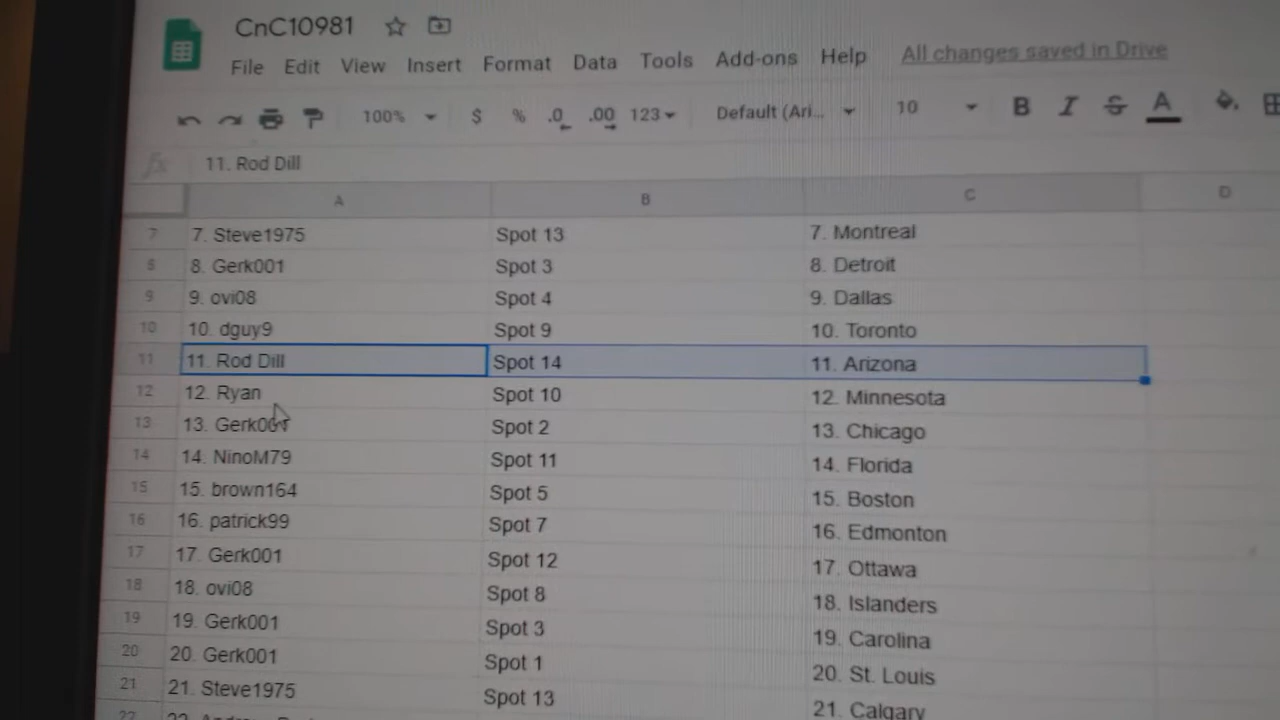 CnC10981
File Edit View Insert Format Data Tools Add-ons Help All changes saved in Drive
100% $ % .0 .00 123 Default (Ari... 10 B I S A
fx 11. Rod Dill
A B C D
7 7. Steve1975 Spot 13 7. Montreal
8 8. Gerk001 Spot 3 8. Detroit
9 9. ovi08 Spot 4 9. Dallas
10 10. dguy9 Spot 9 10. Toronto
11 11. Rod Dill Spot 14 11. Arizona
12 12. Ryan Spot 10 12. Minnesota
13 13. Gerk001 Spot 2 13. Chicago
14 14. NinoM79 Spot 11 14. Florida
15 15. brown164 Spot 5 15. Boston
16 16. patrick99 Spot 7 16. Edmonton
17 17. Gerk001 Spot 12 17. Ottawa
18 18. ovi08 Spot 8 18. Islanders
19 19. Gerk001 Spot 3 19. Carolina
20 20. Gerk001 Spot 1 20. St. Louis
21 21. Steve1975 Spot 13 21. Calgary
22